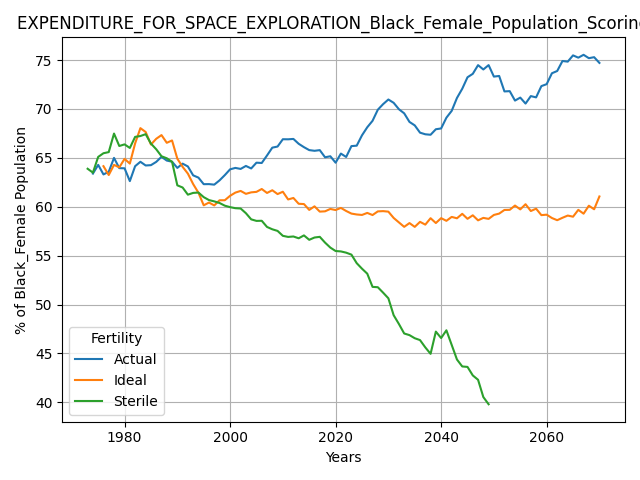 EXPENDITURE_FOR_SPACE_EXPLORATION_Black_Female_Population_Scorin
% of Black_Female Population
75
70
65
60
55
50
45
40
Fertility
Actual
Ideal
Sterile
1980
2000
2020
2040
2060
Years